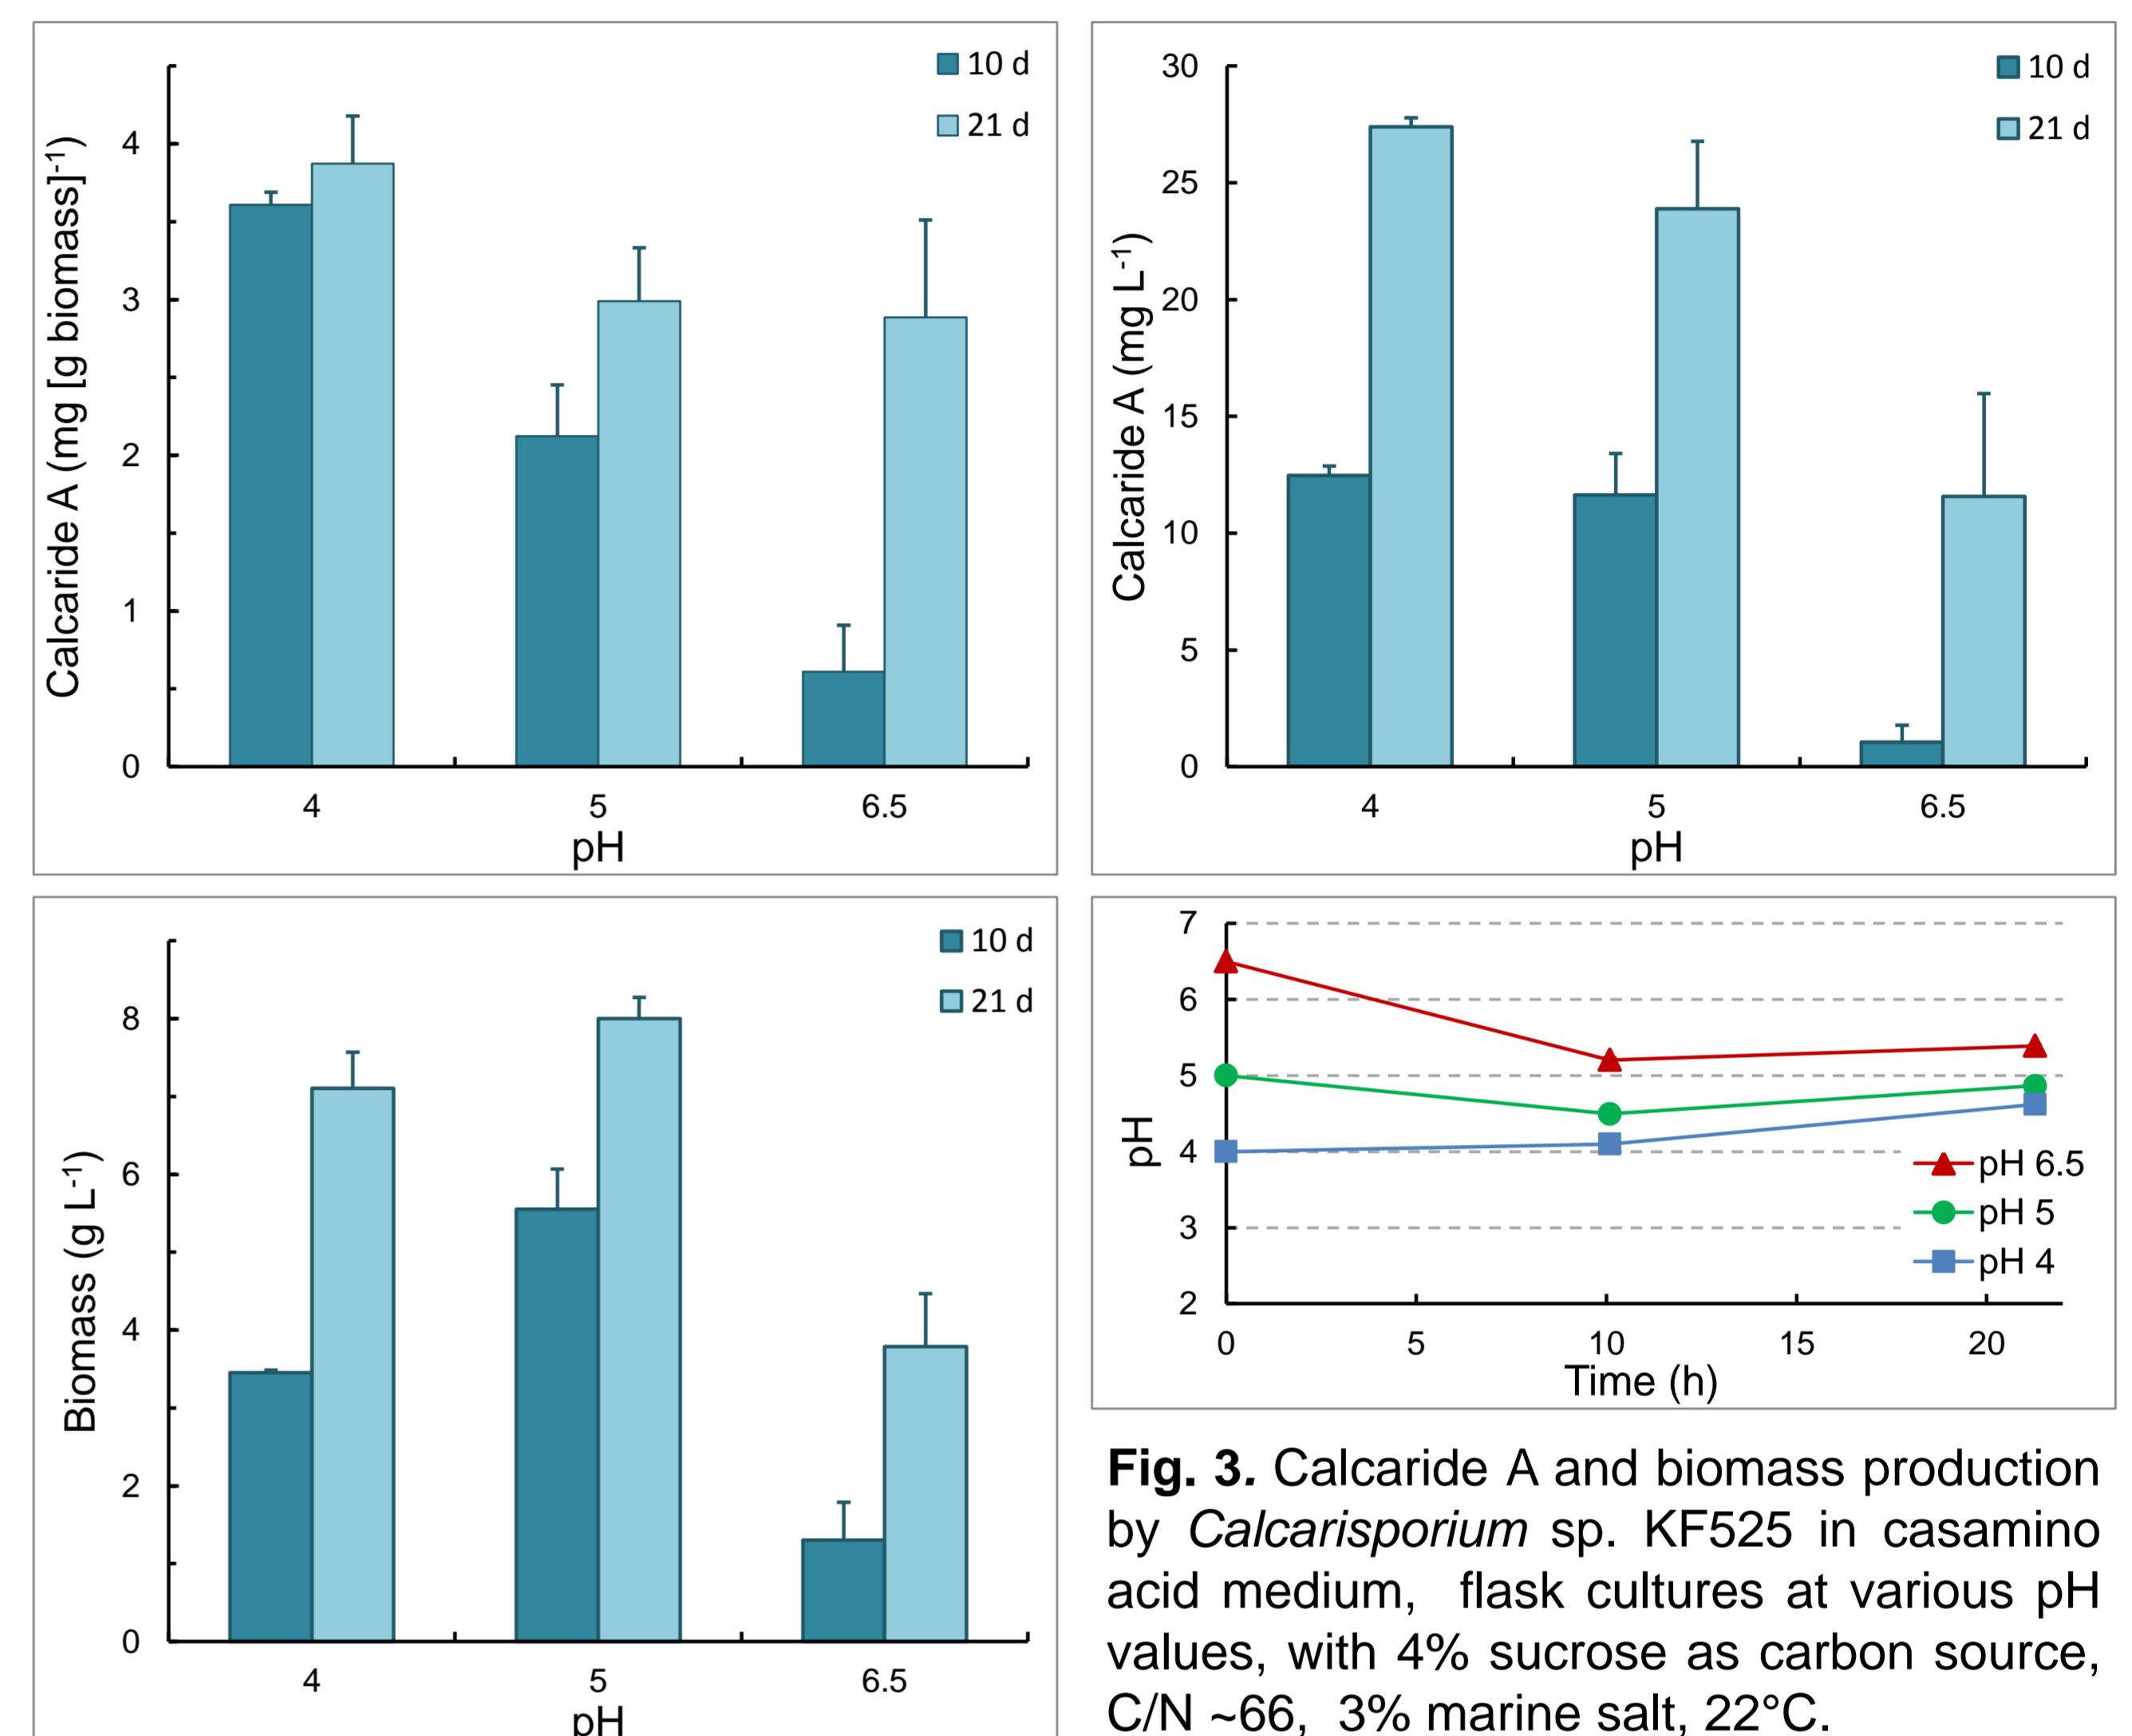 10 d
21 d
Calcaride A (mg [g biomass]-1)
4
3
2
1
0
4 5 6.5
pH
10 d
21 d
Calcaride A (mg L-1)
30
25
20
15
10
5
0
4 5 6.5
pH
10 d
21 d
Biomass (g L-1)
8
6
4
2
0
4 5 6.5
pH
pH
7
6
5
4
3
2
pH 6.5
pH 5
pH 4
0 5 10 15 20
Time (h)
Fig. 3. Calcaride A and biomass production
by Calcarisporium sp. KF525 in casamino
acid medium, flask cultures at various pH
values, with 4% sucrose as carbon source,
C/N ~66, 3% marine salt, 22°C.